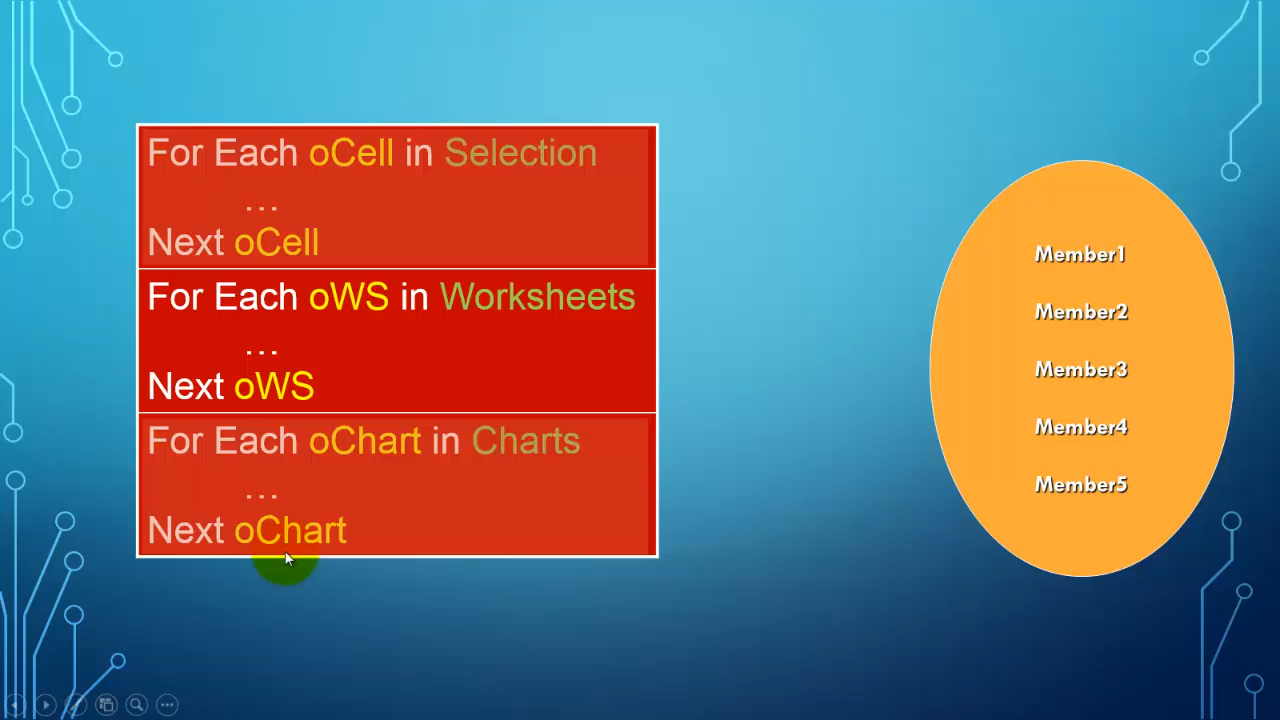 For Each oCell in Selection
...
Next oCell
For Each oWS in Worksheets
...
Next oWS
For Each oChart in Charts
...
Next oChart
Member1
Member2
Member3
Member4
Member5